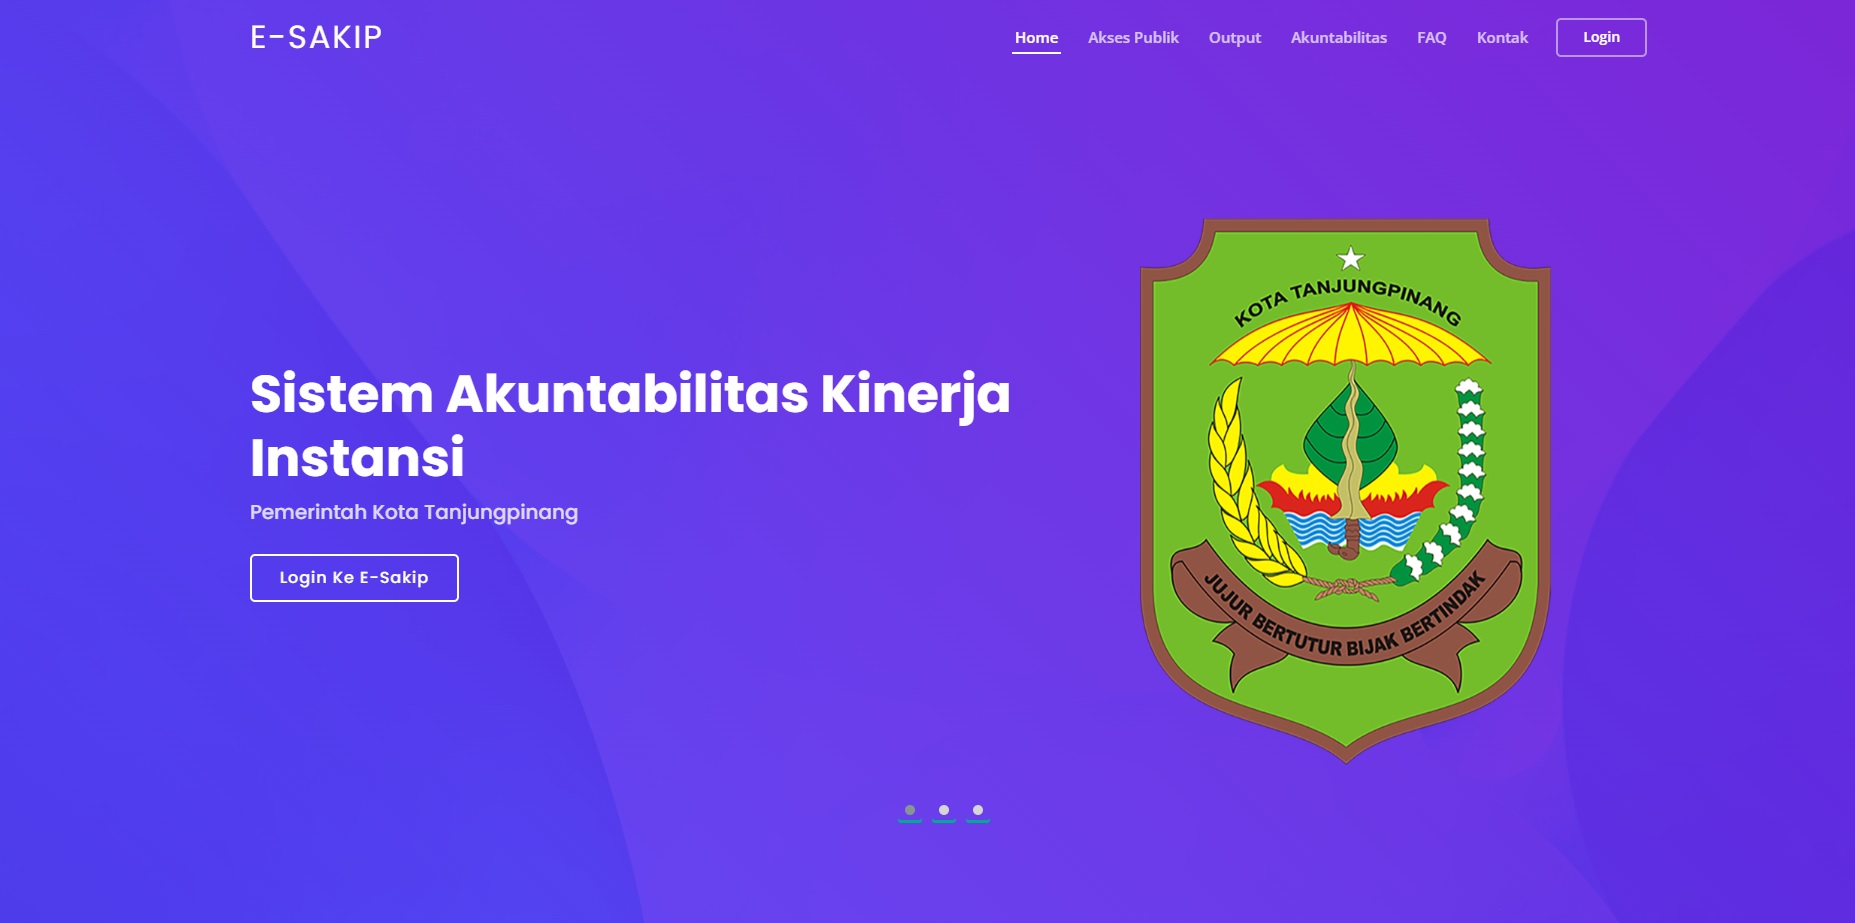 E-SAKIP
Home Akses Publik Output Akuntabilitas FAQ Kontak Login
KOTA TANJUNGPINANG
Sistem Akuntabilitas Kinerja
Instansi
Pemerintah Kota Tanjungpinang
Login Ke E-Sakip
JUJUR BERTUTUR BIJAK BERTINDAK